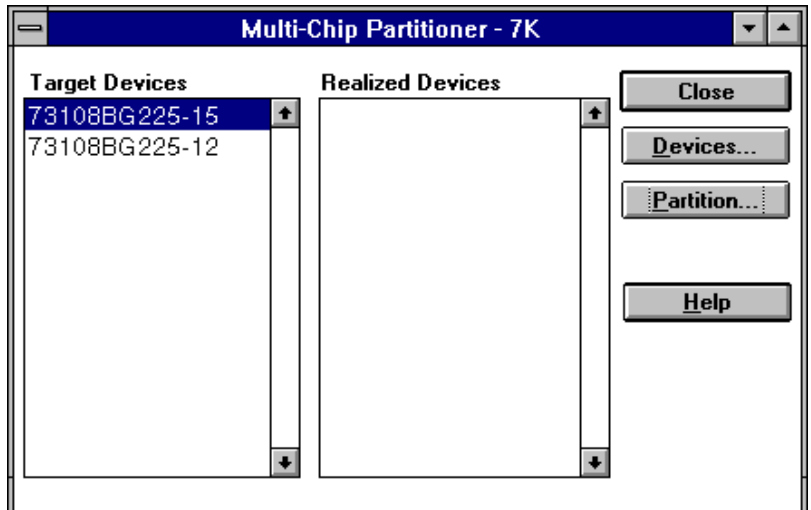 Multi-Chip Partitioner - 7K
Target Devices
73108BG225-15
73108BG225-12
Realized Devices
Close
Devices...
Partition...
Help